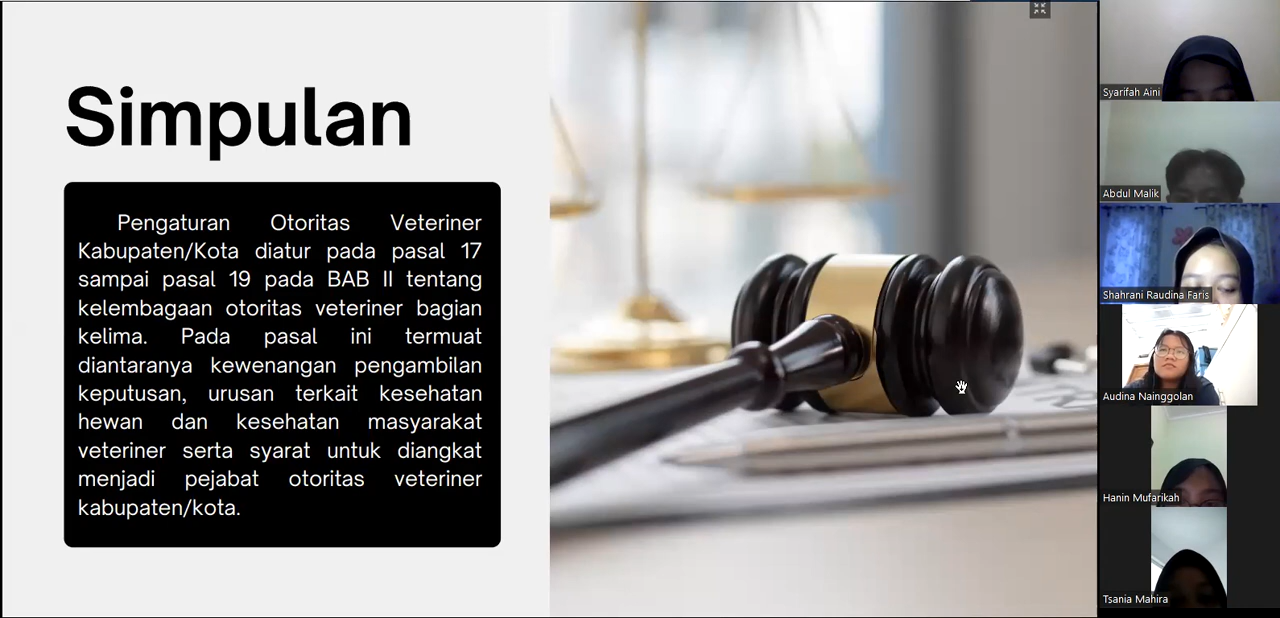 Simpulan
Pengaturan Otoritas Veteriner
Kabupaten/Kota diatur pada pasal 17
sampai pasal 19 pada BAB II tentang
kelembagaan otoritas veteriner bagian
kelima. Pada pasal ini termuat
diantaranya kewenangan pengambilan
keputusan, urusan terkait kesehatan
hewan dan kesehatan masyarakat
veteriner serta syarat untuk diangkat
menjadi pejabat otoritas veteriner
kabupaten/kota.
Syarifah Aini
Abdul Malik
Shahrani Raudina Faris
Audina Nainggolan
Hanin Mufarikah
Tsania Mahira